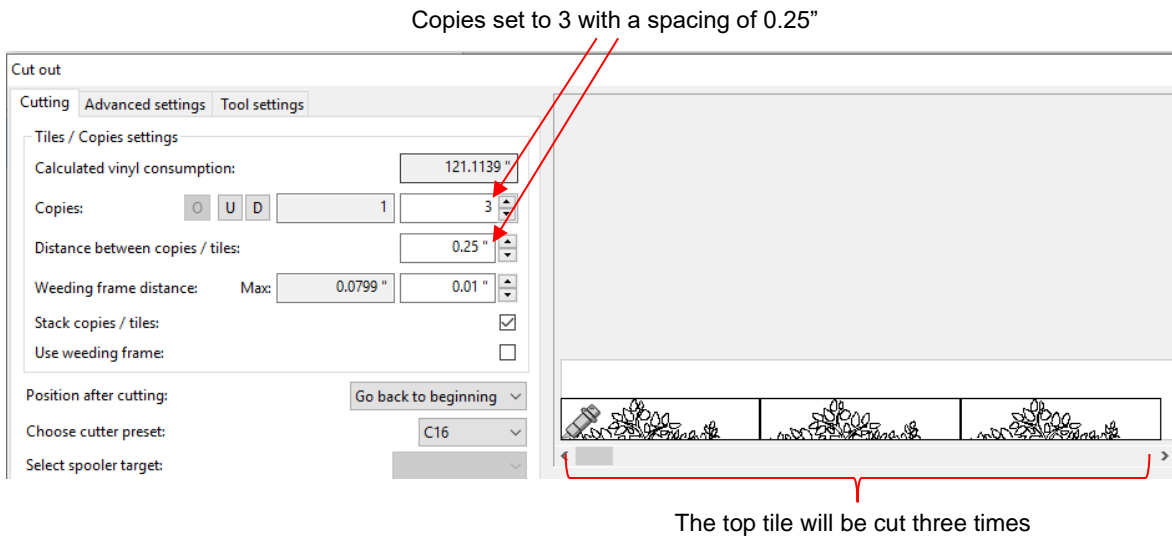 Copies set to 3 with a spacing of 0.25”
Cut out
Cutting Advanced settings Tool settings
Tiles / Copies settings
Calculated vinyl consumption: 121.1139 "
Copies: O U D 1 3
Distance between copies / tiles: 0.25 "
Weeding frame distance: Max: 0.0799 " 0.01 "
Stack copies / tiles:
Use weeding frame:
Position after cutting: Go back to beginning
Choose cutter preset: C16
Select spooler target:
The top tile will be cut three times